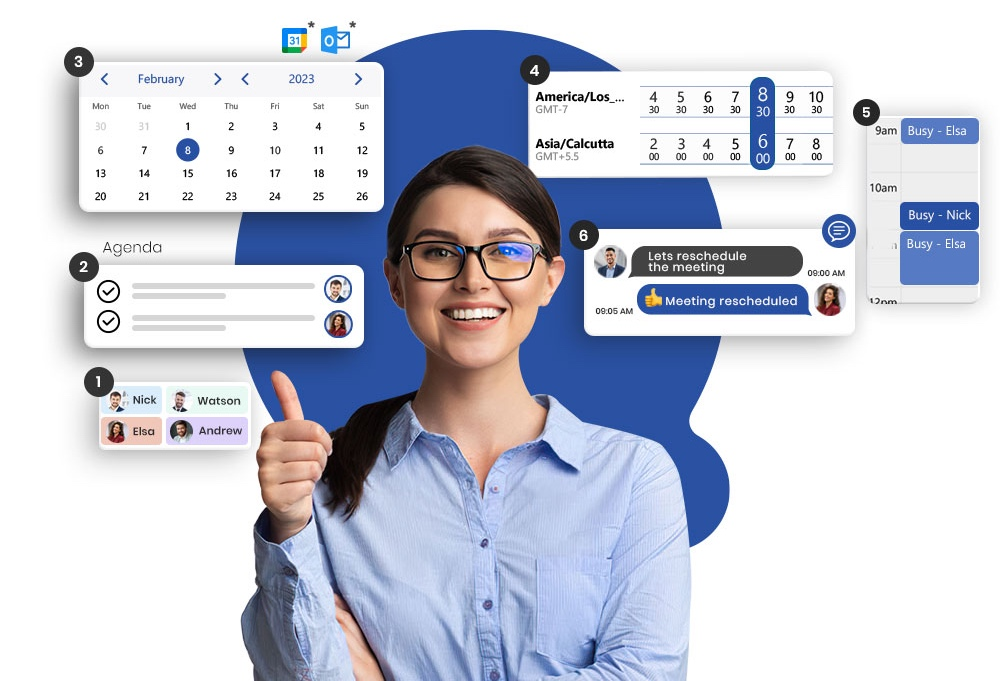 31 *
O *
3
February
2023
Mon Tue Wed Thu Fri Sat Sun
30 31 1 2 3 4 5
6 7 8 9 10 11 12
13 14 15 16 17 18 19
20 21 22 23 24 25 26
4
America/Los_...
GMT-7
4 5 6 7 8 9 10
30 30 30 30 30 30 30
Asia/Calcutta
GMT+5.5
2 3 4 5 6 7 8
00 00 00 00 00 00 00
5
9am
Busy - Elsa
10am
Busy - Nick
Busy - Elsa
12pm
Agenda
2
6
Lets reschedule
the meeting
09:00 AM
👍 Meeting rescheduled
09:05 AM
1
Nick
Watson
Elsa
Andrew